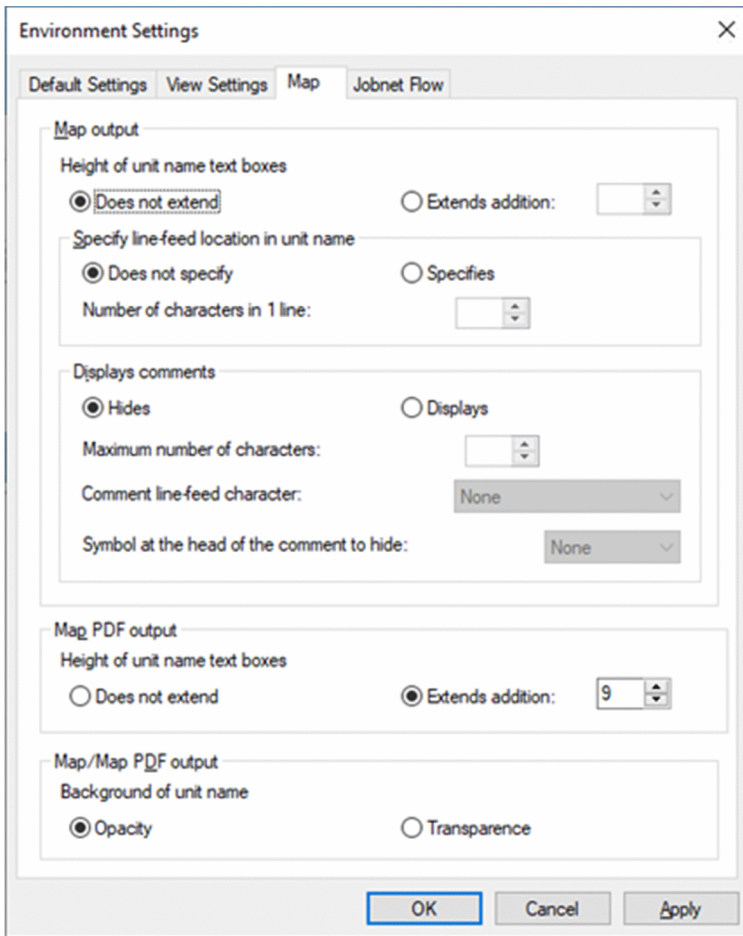 Environment Settings
Default Settings View Settings Map Jobnet Flow
Map output
Height of unit name text boxes
Does not extend Extends addition:
Specify line-feed location in unit name
Does not specify Specifies
Number of characters in 1 line:
Displays comments
Hides Displays
Maximum number of characters:
Comment line-feed character: None
Symbol at the head of the comment to hide: None
Map PDF output
Height of unit name text boxes
Does not extend Extends addition: 9
Map/Map PDF output
Background of unit name
Opacity Transparence
OK Cancel Apply